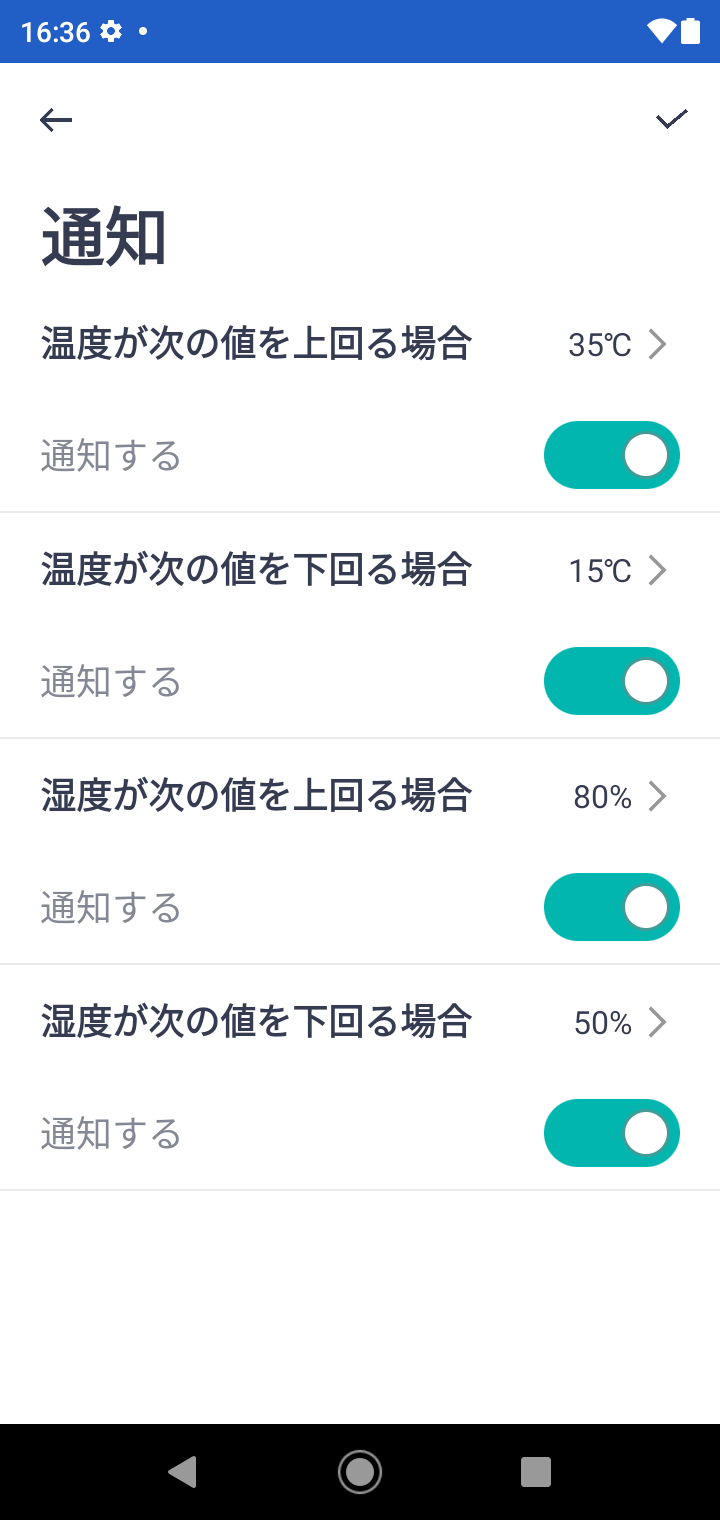 16:36
通知
温度が次の値を上回る場合 35℃
通知する
温度が次の値を下回る場合 15℃
通知する
湿度が次の値を上回る場合 80%
通知する
湿度が次の値を下回る場合 50%
通知する